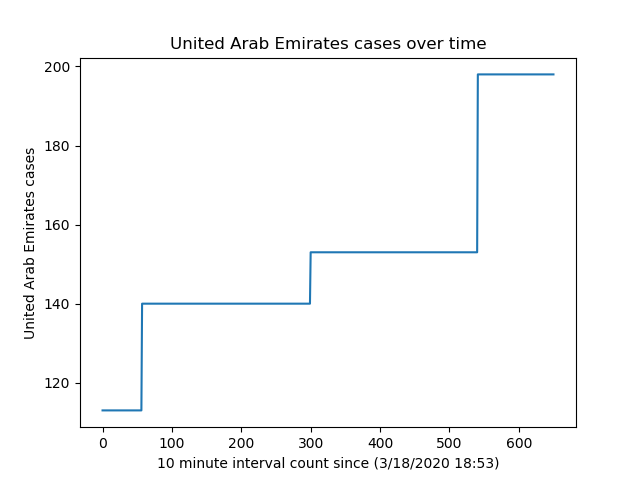 United Arab Emirates cases over time
200
180
160
140
120
United Arab Emirates cases
0 100 200 300 400 500 600
10 minute interval count since (3/18/2020 18:53)